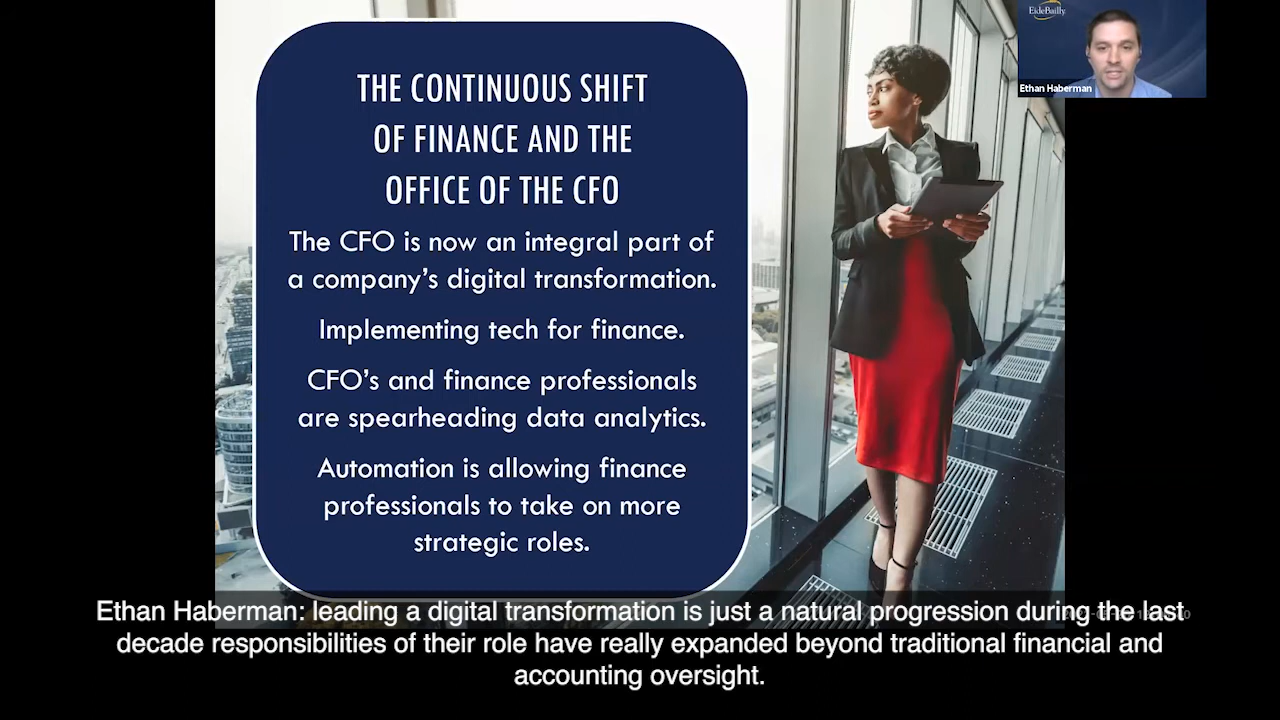 THE CONTINUOUS SHIFT
OF FINANCE AND THE
OFFICE OF THE CFO
The CFO is now an integral part of
a company's digital transformation.
Implementing tech for finance.
CFO's and finance professionals
are spearheading data analytics.
Automation is allowing finance
professionals to take on more
strategic roles.
EideBailly
Ethan Haberman
Ethan Haberman: leading a digital transformation is just a natural progression during the last
decade responsibilities of their role have really expanded beyond traditional financial and
accounting oversight.